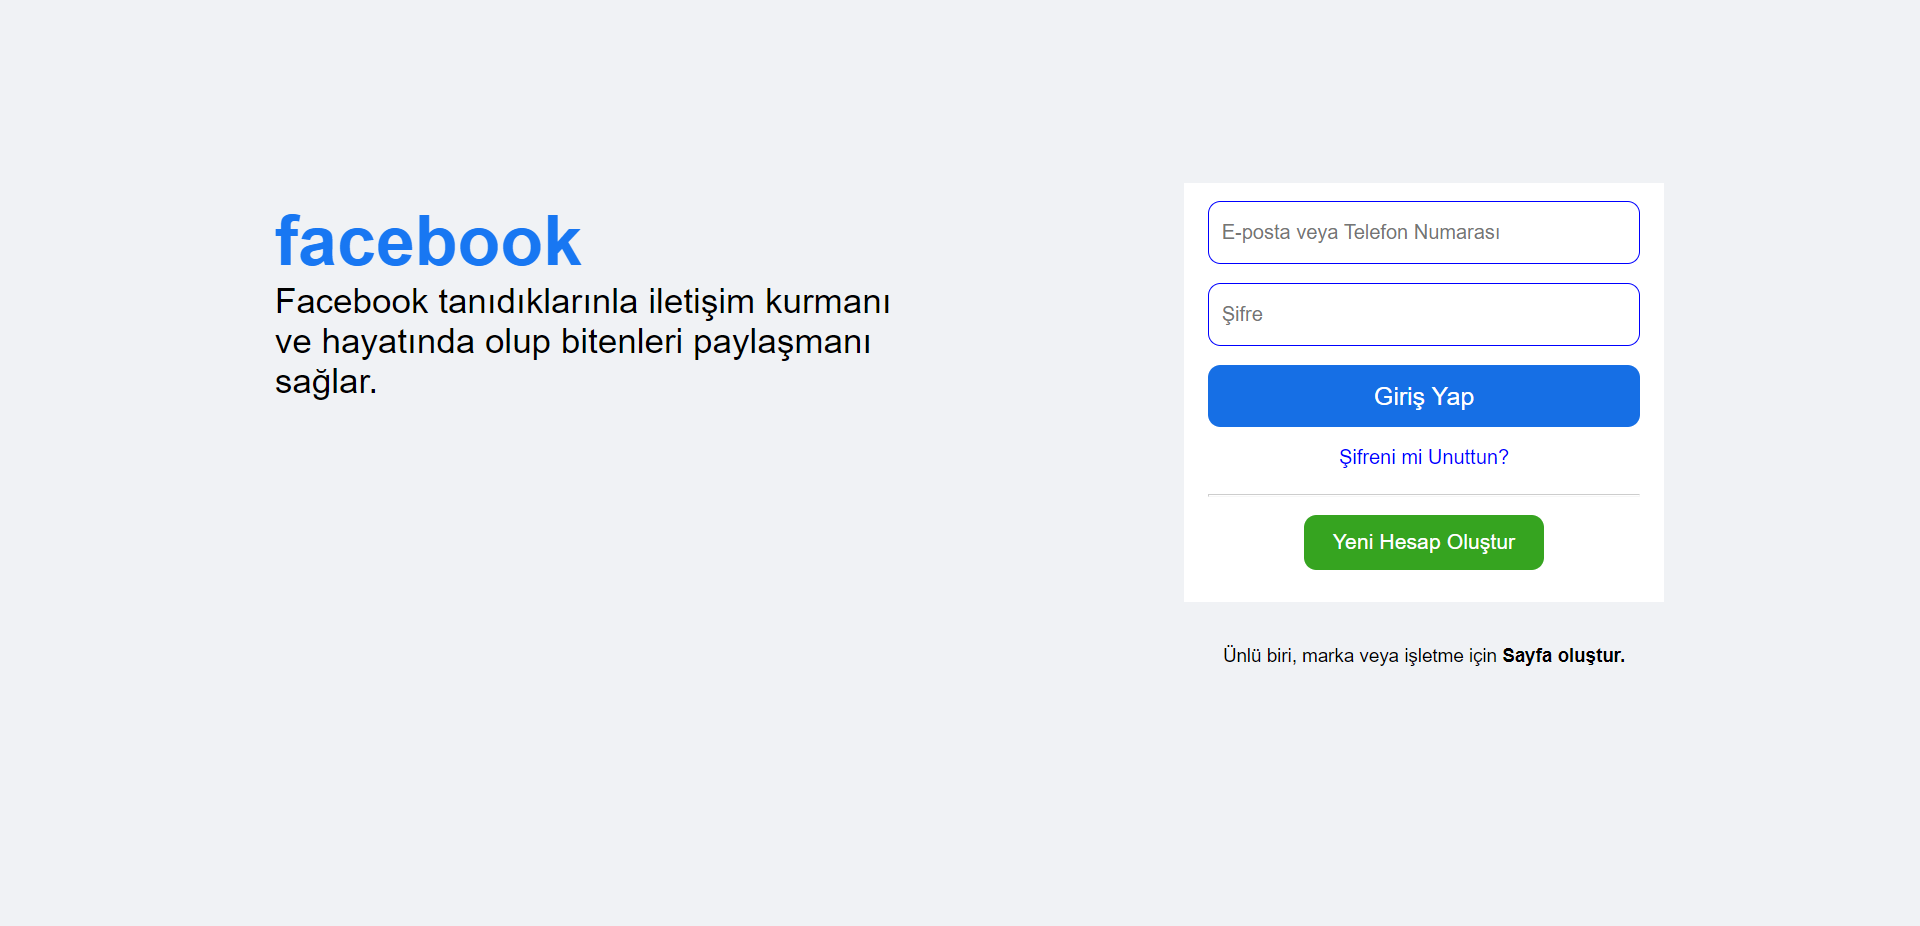 facebook
Facebook tanıdıklarınla iletişim kurmanı
ve hayatında olup bitenleri paylaşmanı
sağlar.
E-posta veya Telefon Numarası
Şifre
Giriş Yap
Şifreni mi Unuttun?
Yeni Hesap Oluştur
Ünlü biri, marka veya işletme için Sayfa oluştur.